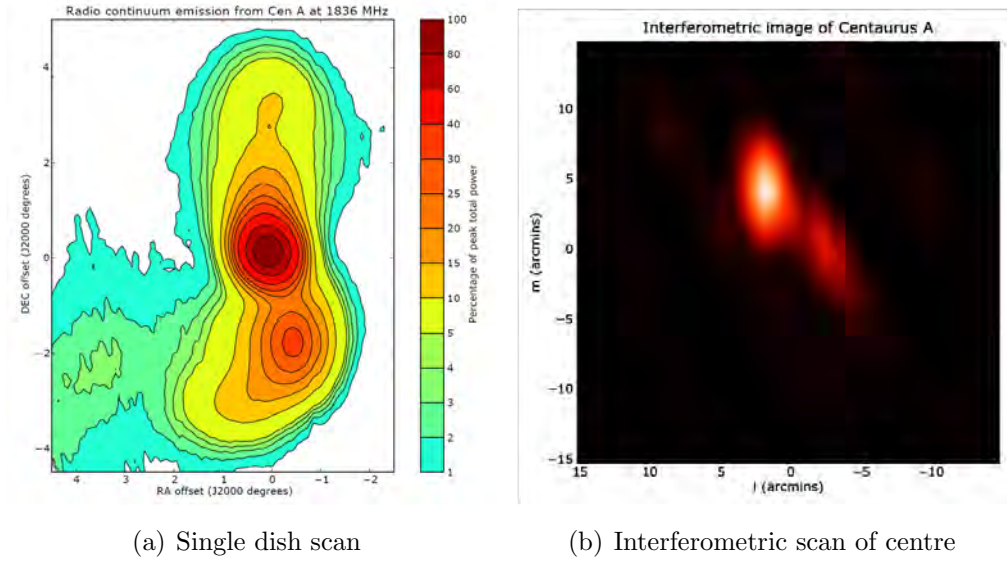 Radio continuum emission from Cen A at 1836 MHz
4
2
0
−2
−4
DEC offset (J2000 degrees)
4 3 2 1 0 −1 −2
RA offset (J2000 degrees)
100
80
60
40
30
25
20
15
10
5
4
3
2
1
Percentage of peak total power
(a) Single dish scan
Interferometric image of Centaurus A
10
5
0
−5
−10
−15
m (arcmins)
15 10 5 0 −5 −10
l (arcmins)
(b) Interferometric scan of centre